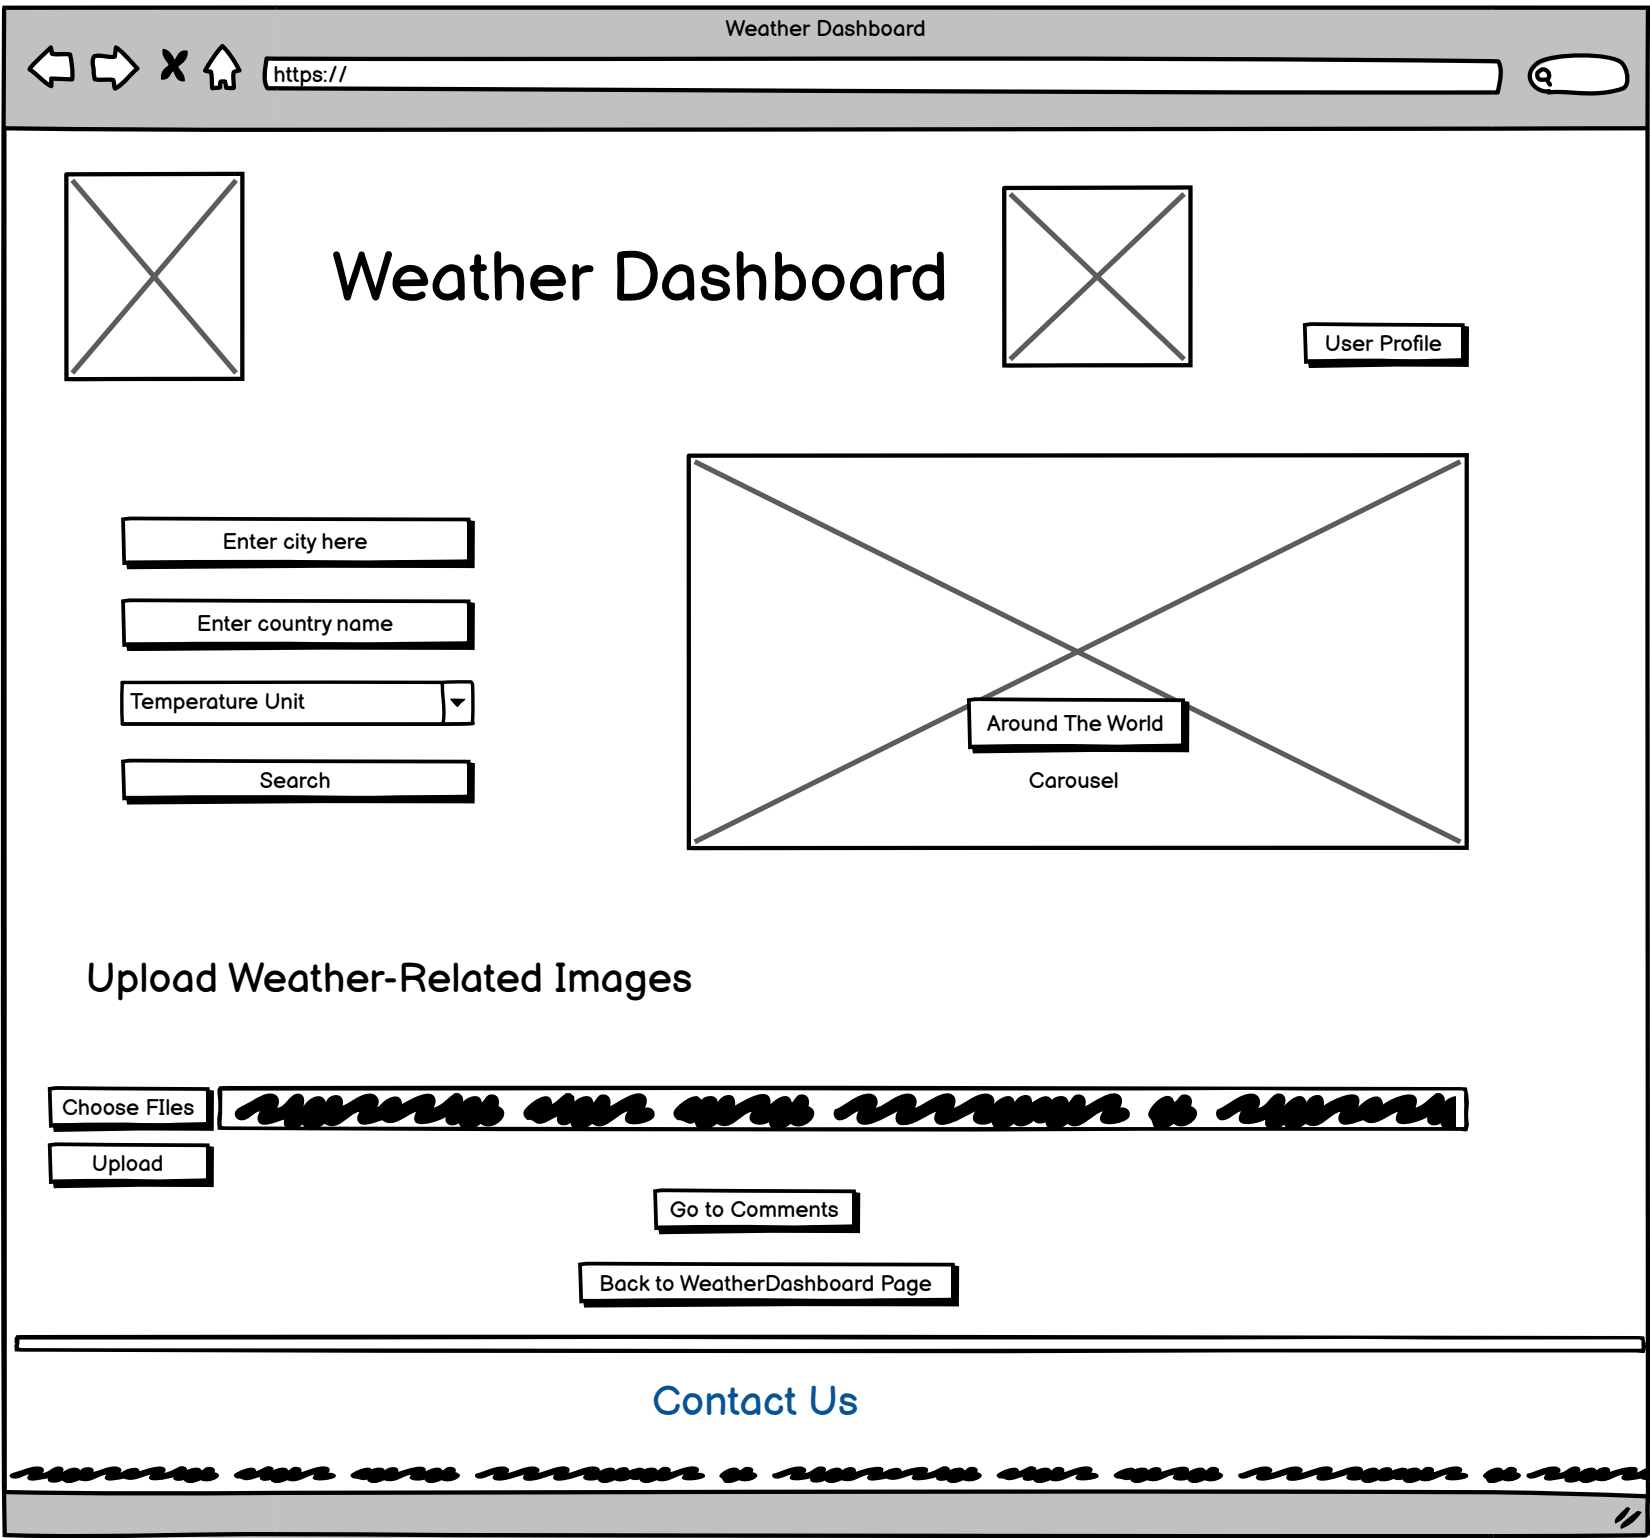 Weather Dashboard
https://
Weather Dashboard
User Profile
Enter city here
Enter country name
Temperature Unit
Search
Around The World
Carousel
Upload Weather-Related Images
Choose FIles
Upload
Go to Comments
Back to WeatherDashboard Page
Contact Us